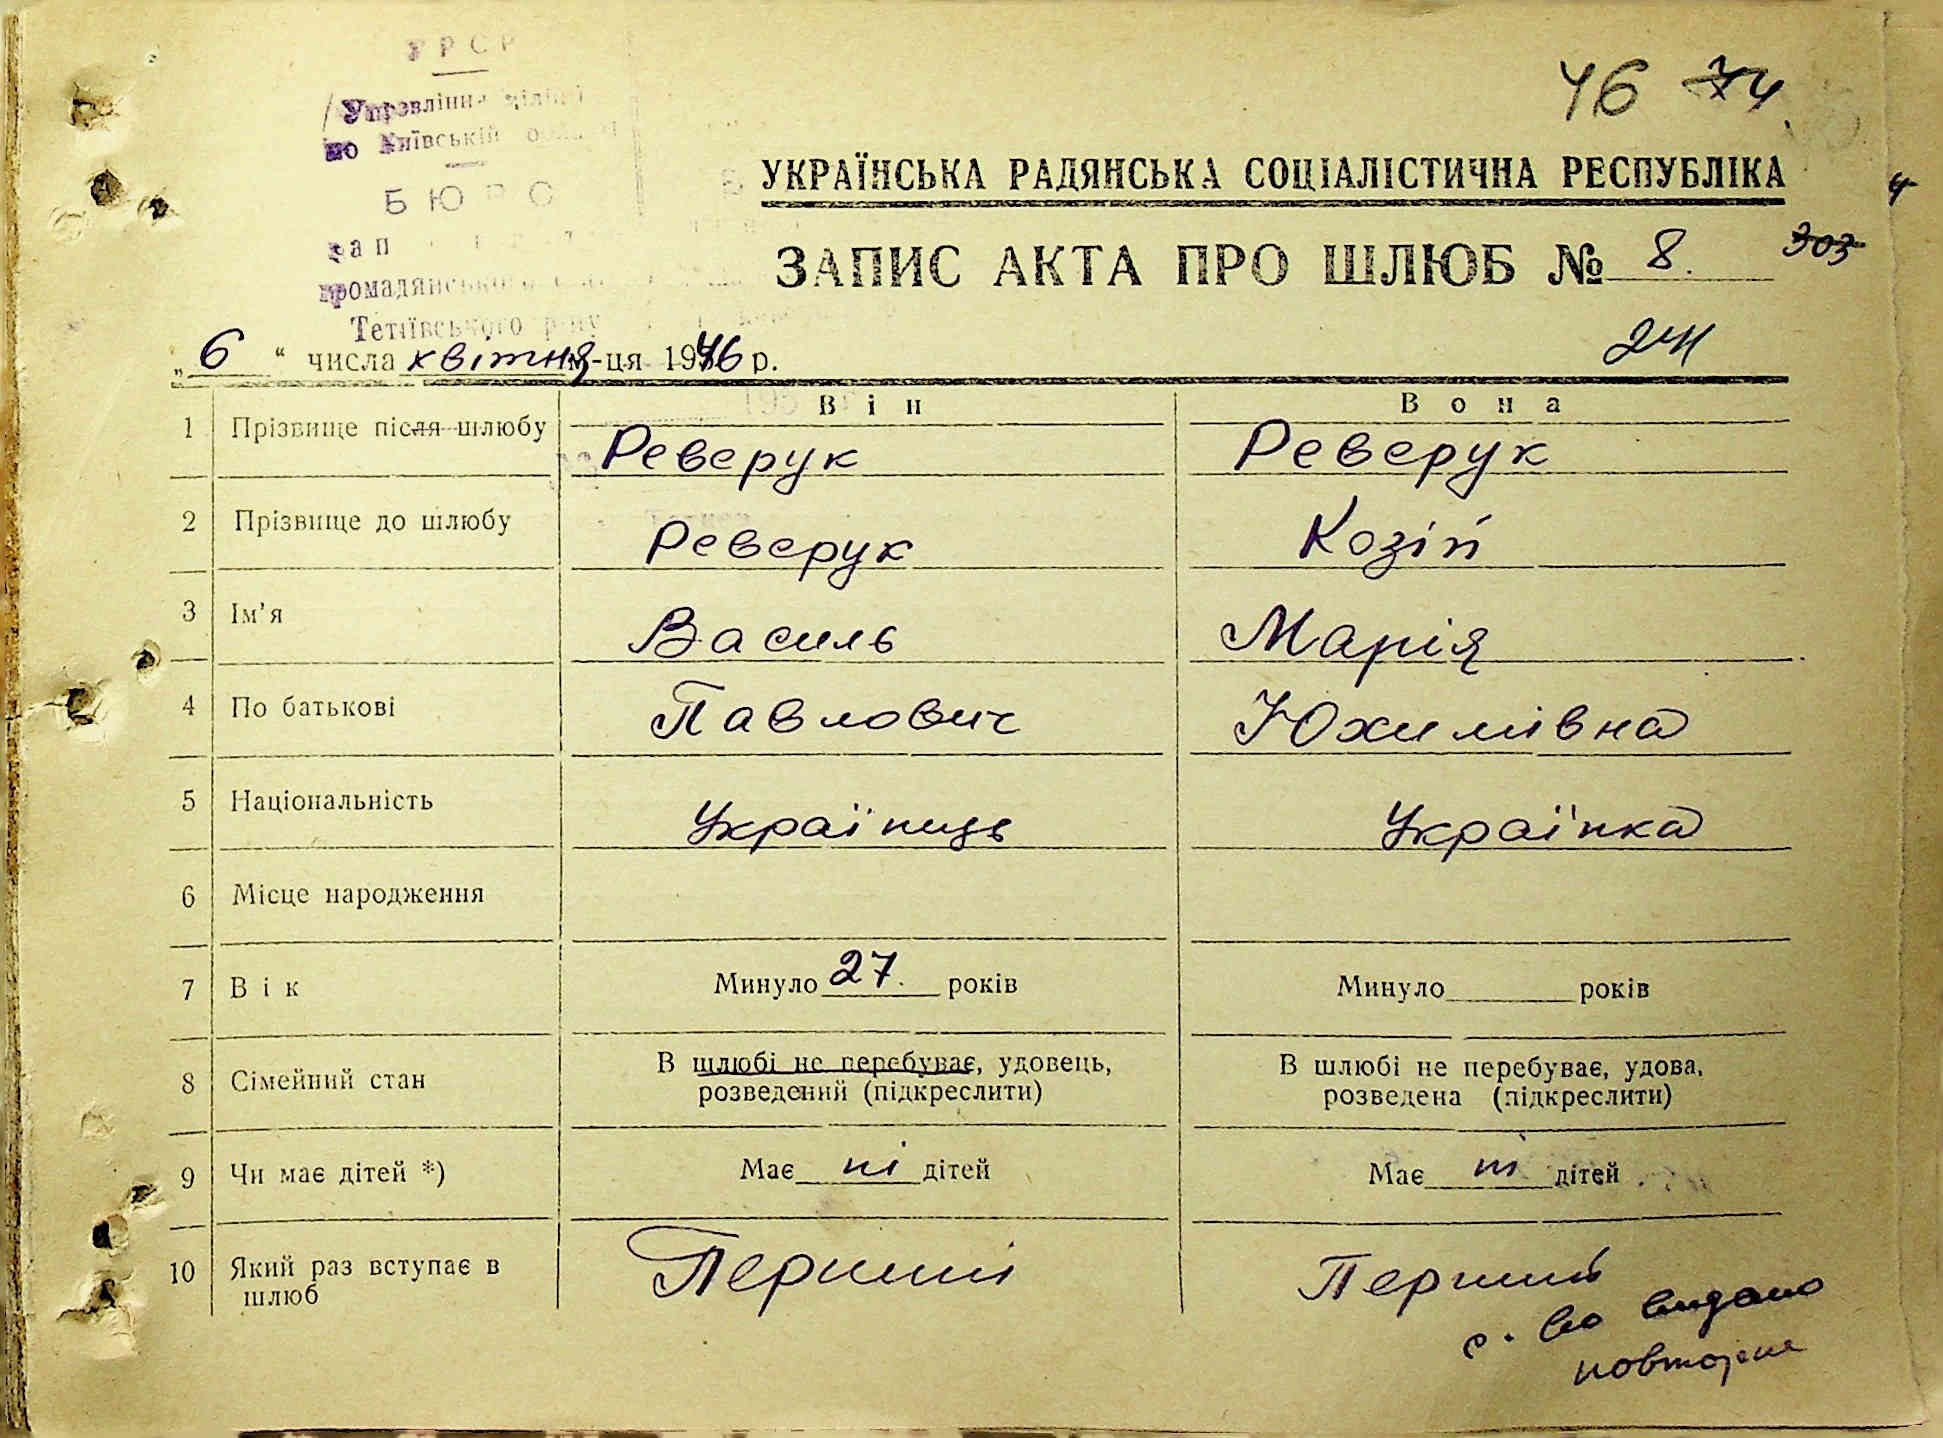 УРСР
Управління міліції
по Київській
БЮРО
громадянського
Тетіївського р-ну
46 74
УКРАЇНСЬКА РАДЯНСЬКА СОЦІАЛІСТИЧНА РЕСПУБЛІКА
ЗАПИС АКТА ПРО ШЛЮБ № 8. 303
„6“ числа квітня м-ця 1946 р.
24
Він Вона
1 Прізвище після шлюбу Реверук Реверук
2 Прізвище до шлюбу Реверук Козій
3 Ім'я Василь Марія
4 По батькові Павлович Юхимівна
5 Національність Українець Українка
6 Місце народження
7 Вік Минуло 27. років Минуло років
8 Сімейний стан В шлюбі не перебуває, удовець, розведений (підкреслити) В шлюбі не перебуває, удова, розведена (підкреслити)
9 Чи має дітей *) Має ні дітей Має ні дітей
10 Який раз вступає в шлюб Перший Перший
с-во видано
повторне